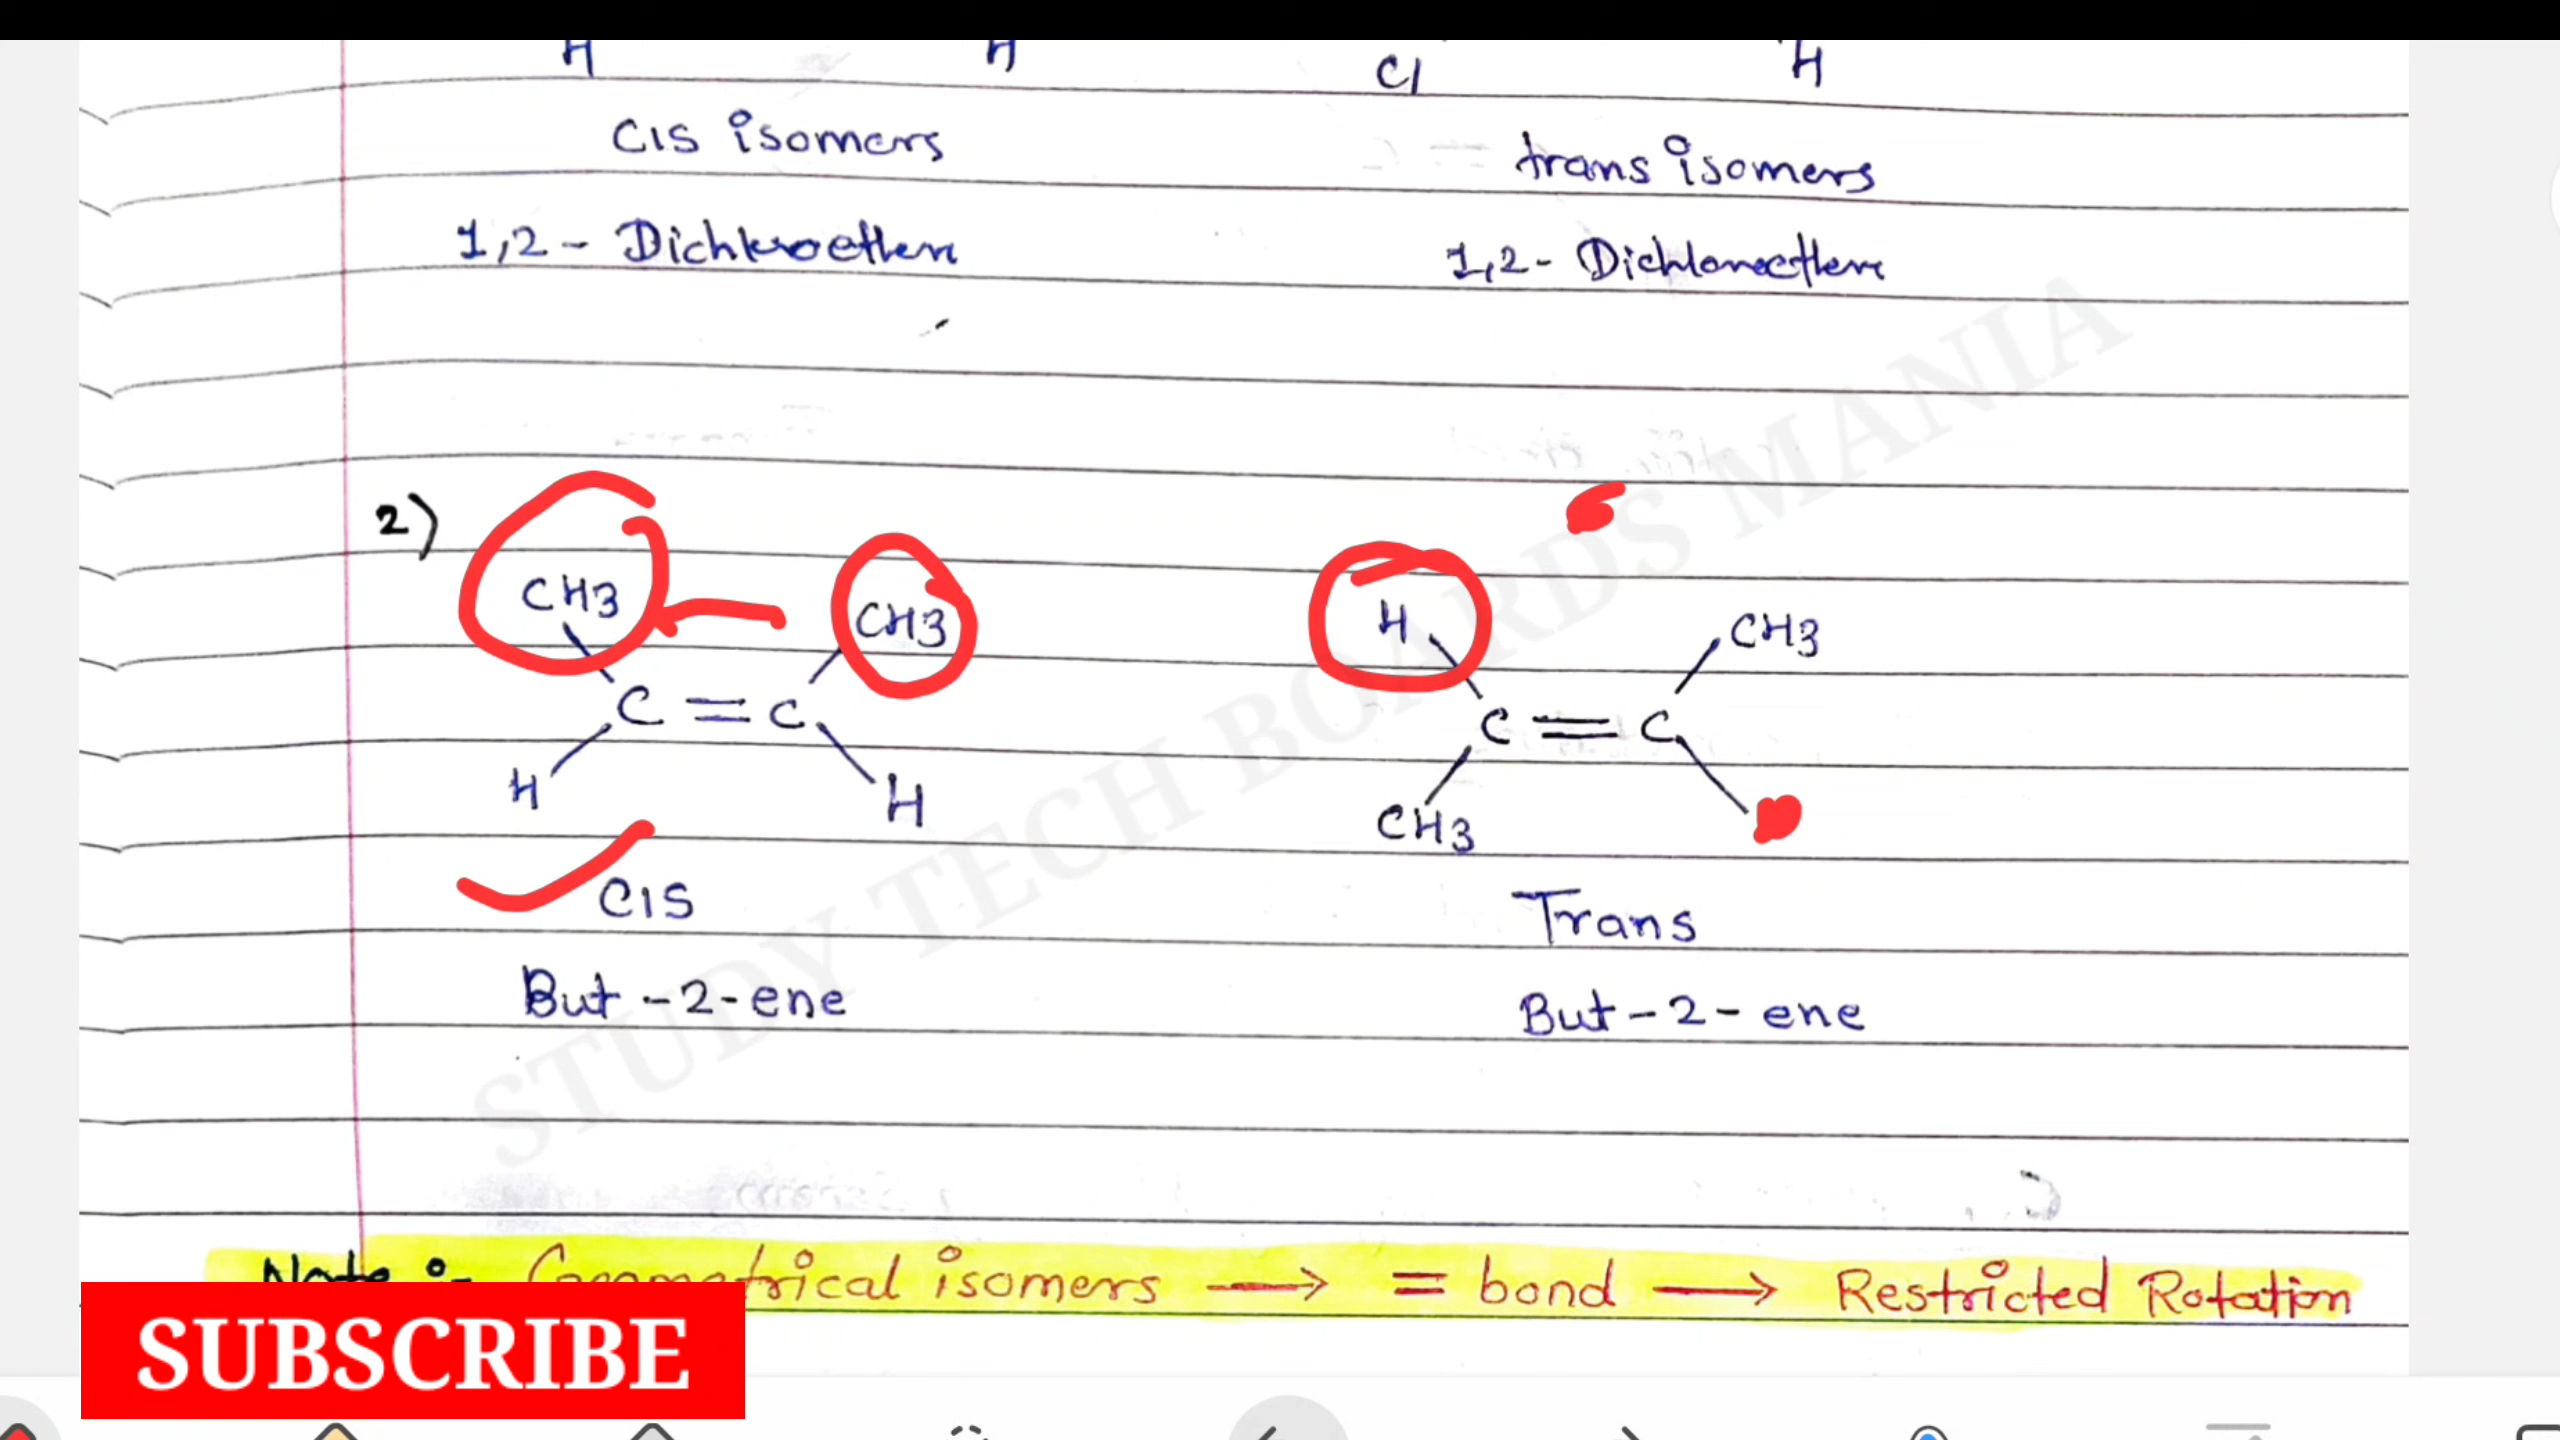 H H Cl H
CIS isomers trans isomers
1,2 - Dichloroethene 1,2 - Dichloroethene
2)
CH3 CH3 H CH3
C = C C = C
H H CH3
CIS Trans
But - 2 - ene But - 2 - ene
Note :- Geometrical isomers → = bond → Restricted Rotation
SUBSCRIBE
STUDY TECH BOARDS MANIA